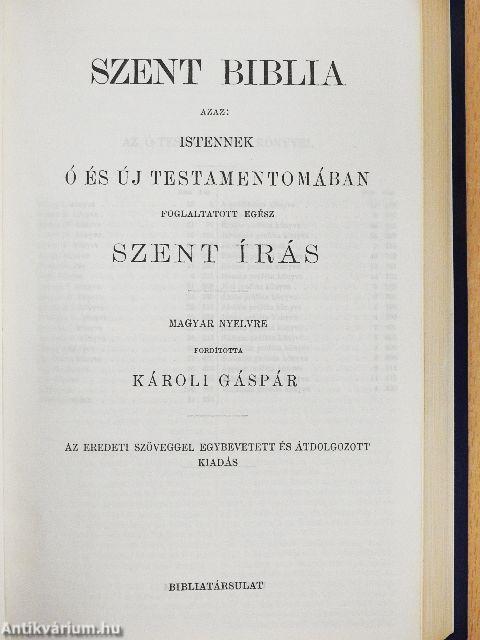 SZENT BIBLIA
AZAZ:
ISTENNEK
Ó ÉS ÚJ TESTAMENTOMÁBAN
FOGLALTATOTT EGÉSZ
SZENT ÍRÁS
MAGYAR NYELVRE
FORDÍTOTTA
KÁROLI GÁSPÁR
AZ EREDETI SZÖVEGGEL EGYBEVETETT ÉS ÁTDOLGOZOTT
KIADÁS
BIBLIATÁRSULAT
Antikvárium.hu